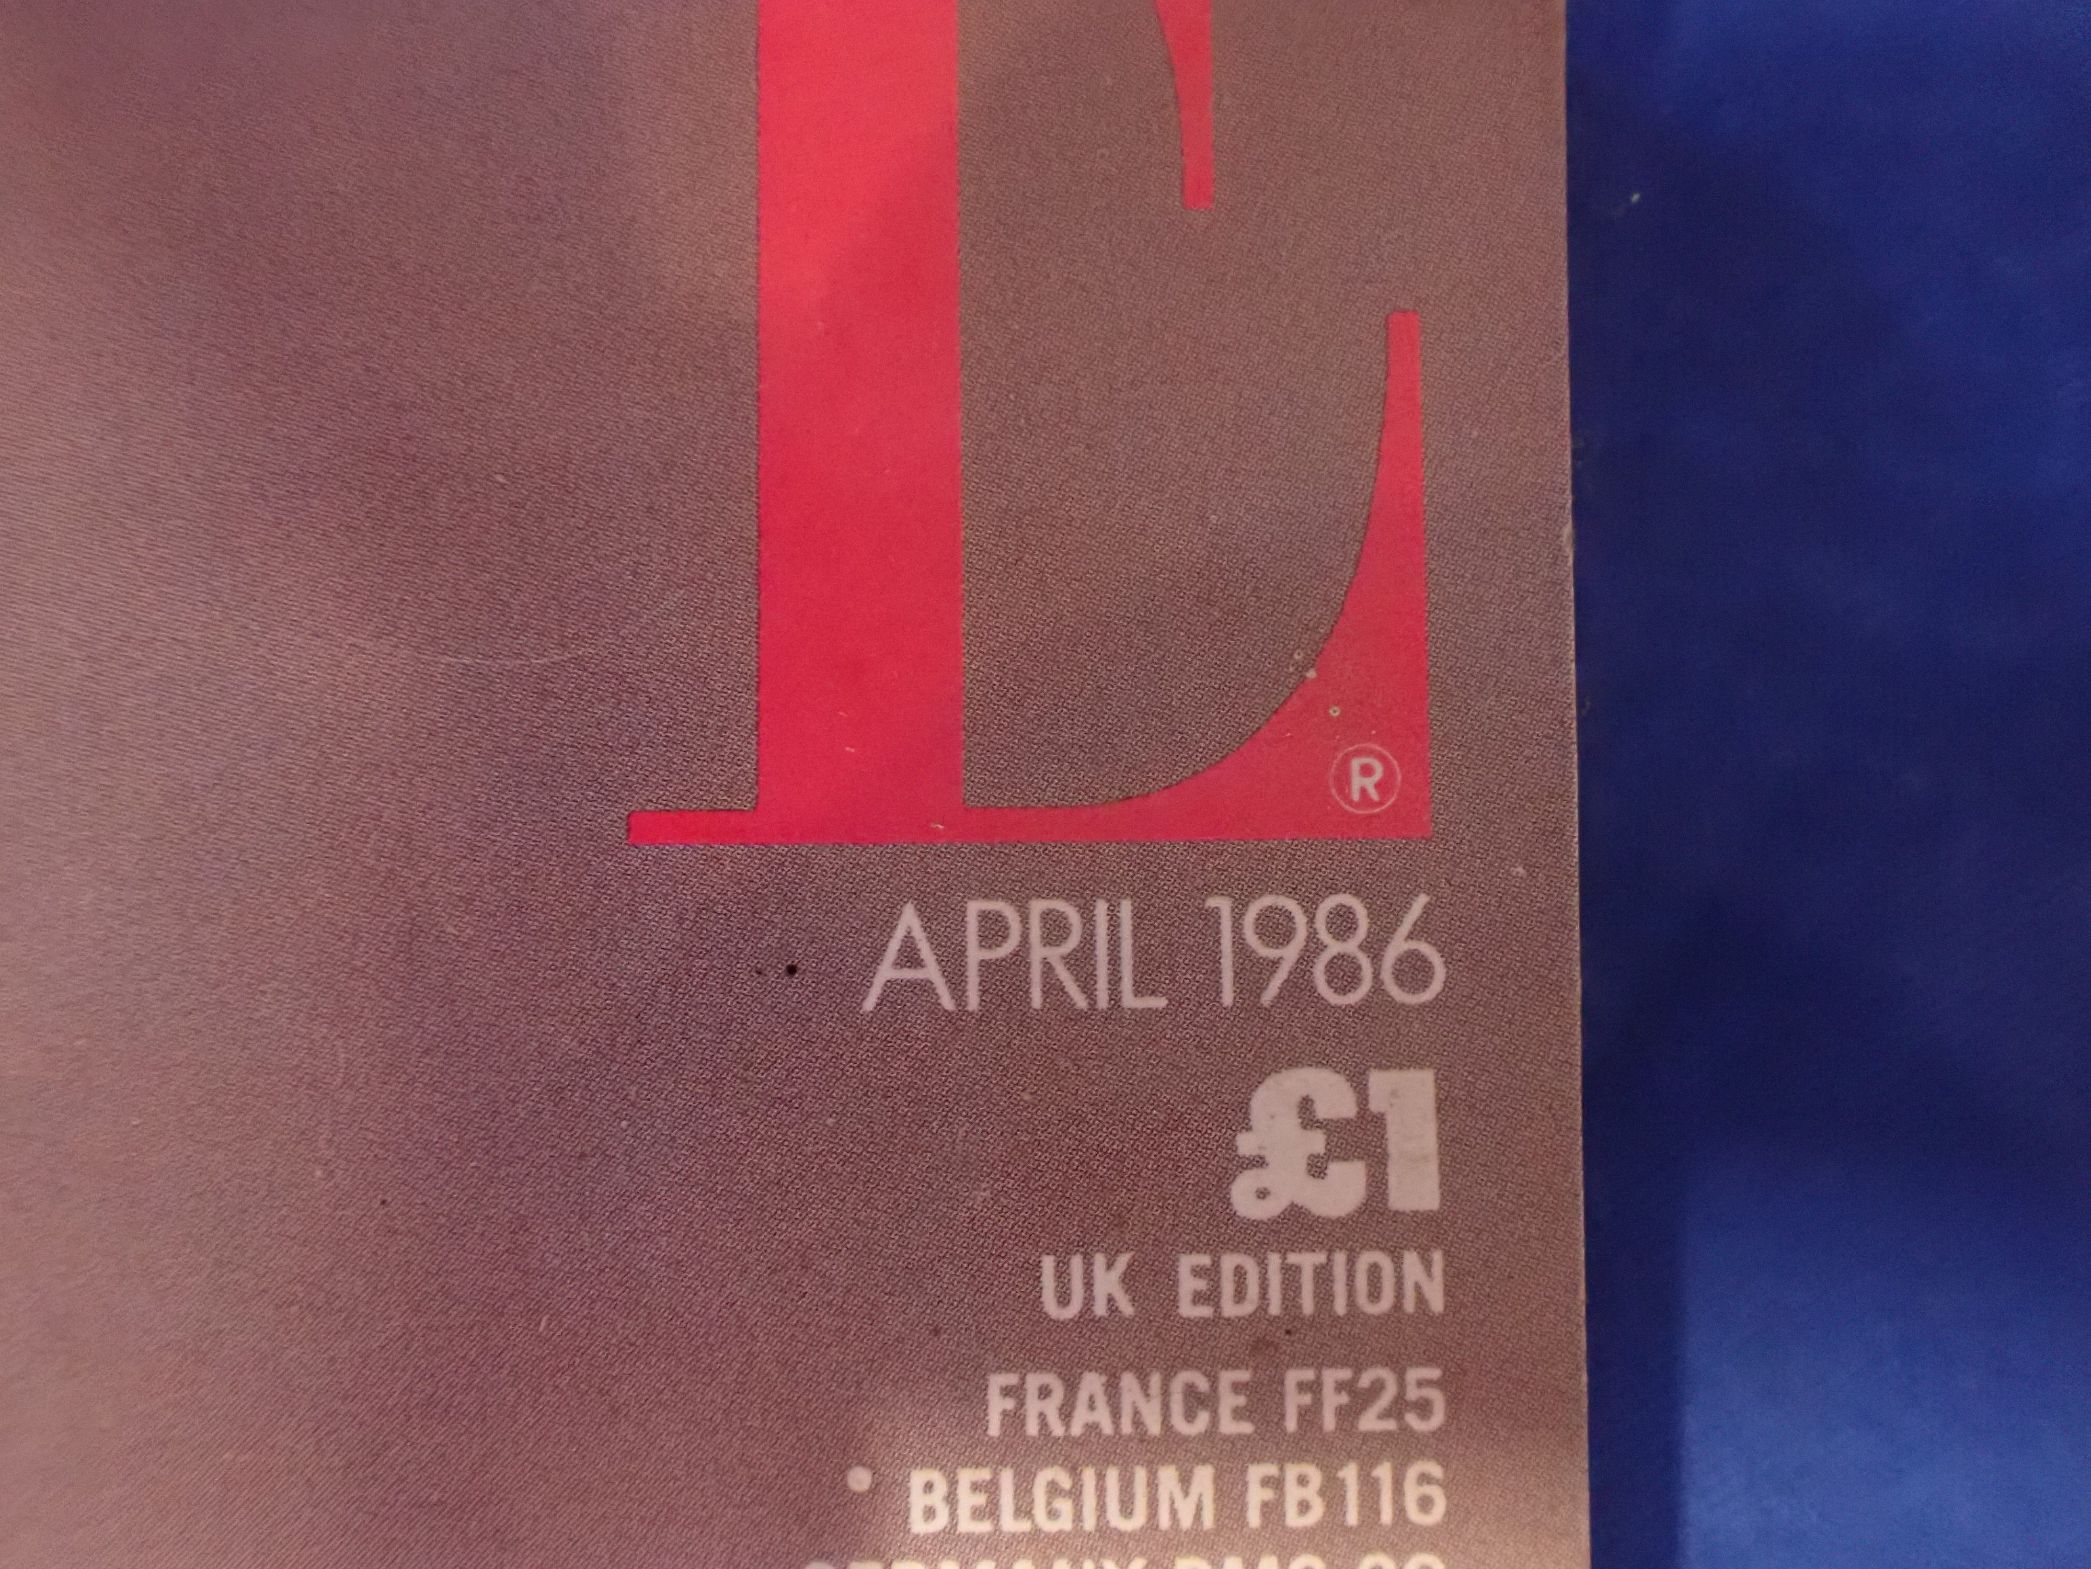 E
®
APRIL 1986
£1
UK EDITION
FRANCE FF25
BELGIUM FB116